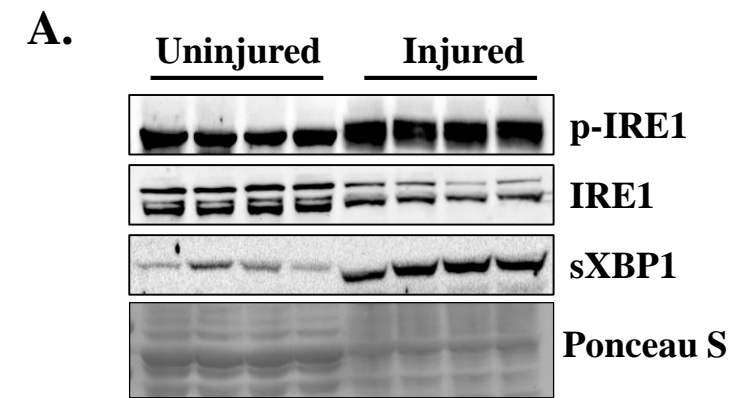 A.
Uninjured Injured
p-IRE1
IRE1
sXBP1
Ponceau S